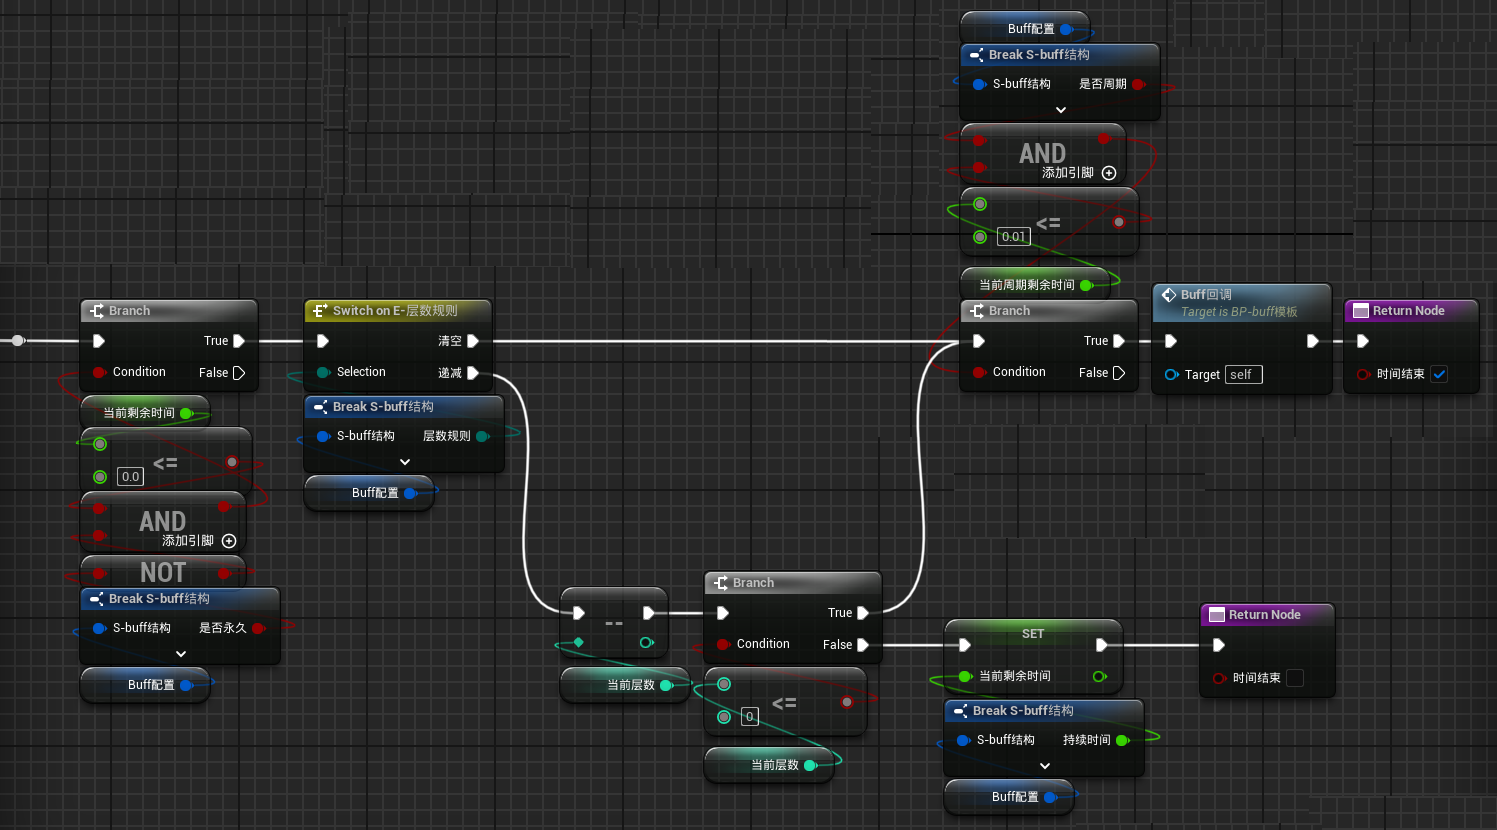 Buff配置
Break S-buff结构
S-buff结构
是否周期
AND
添加引脚
<=
0.01
当前周期剩余时间
Branch
True
Condition
False
Buff回调
Target is BP-buff模板
Target
self
Return Node
时间结束
Branch
True
Condition
False
当前剩余时间
<=
0.0
AND
添加引脚
NOT
Break S-buff结构
S-buff结构
是否永久
Buff配置
Switch on E-层数规则
清空
Selection
递减
Break S-buff结构
S-buff结构
层数规则
Buff配置
--
当前层数
Branch
True
Condition
False
<=
0
当前层数
SET
当前剩余时间
Break S-buff结构
S-buff结构
持续时间
Buff配置
Return Node
时间结束